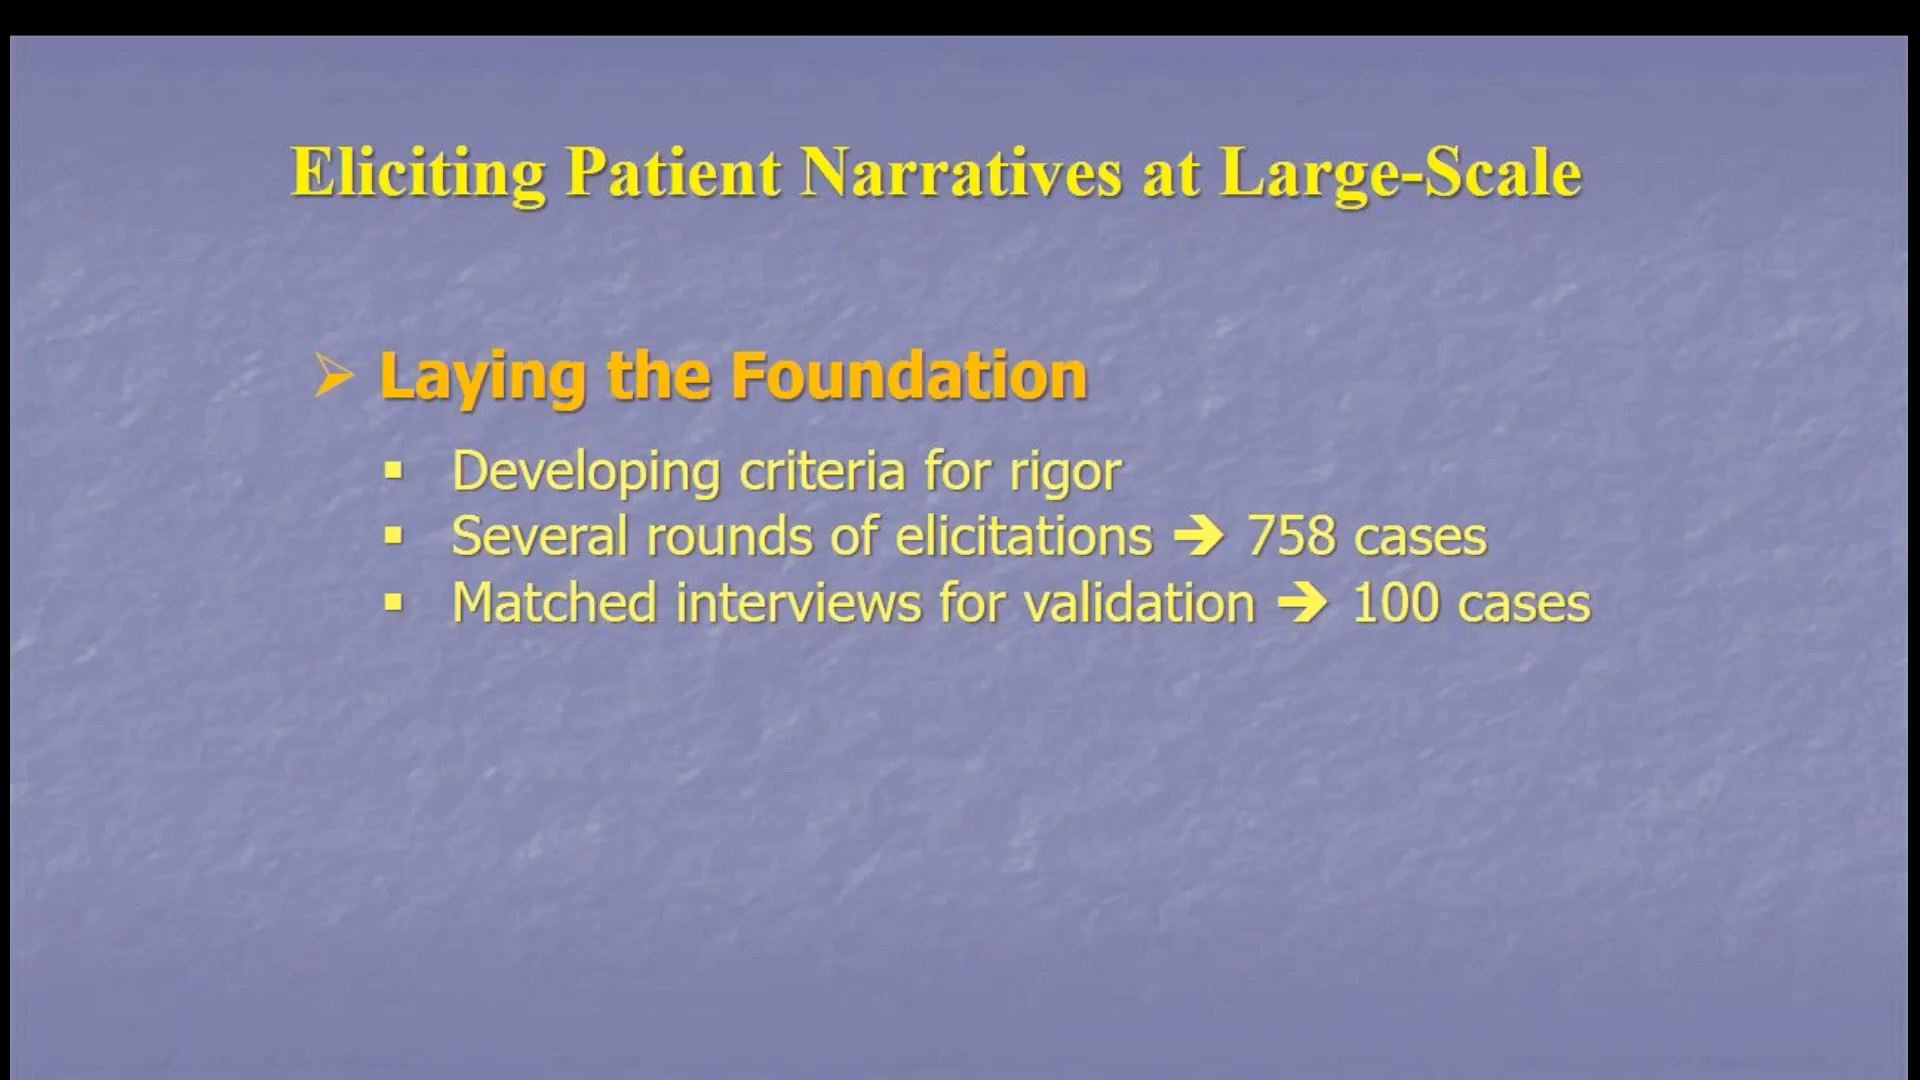 Eliciting Patient Narratives at Large-Scale
➢ Laying the Foundation
▪ Developing criteria for rigor
▪ Several rounds of elicitations → 758 cases
▪ Matched interviews for validation → 100 cases